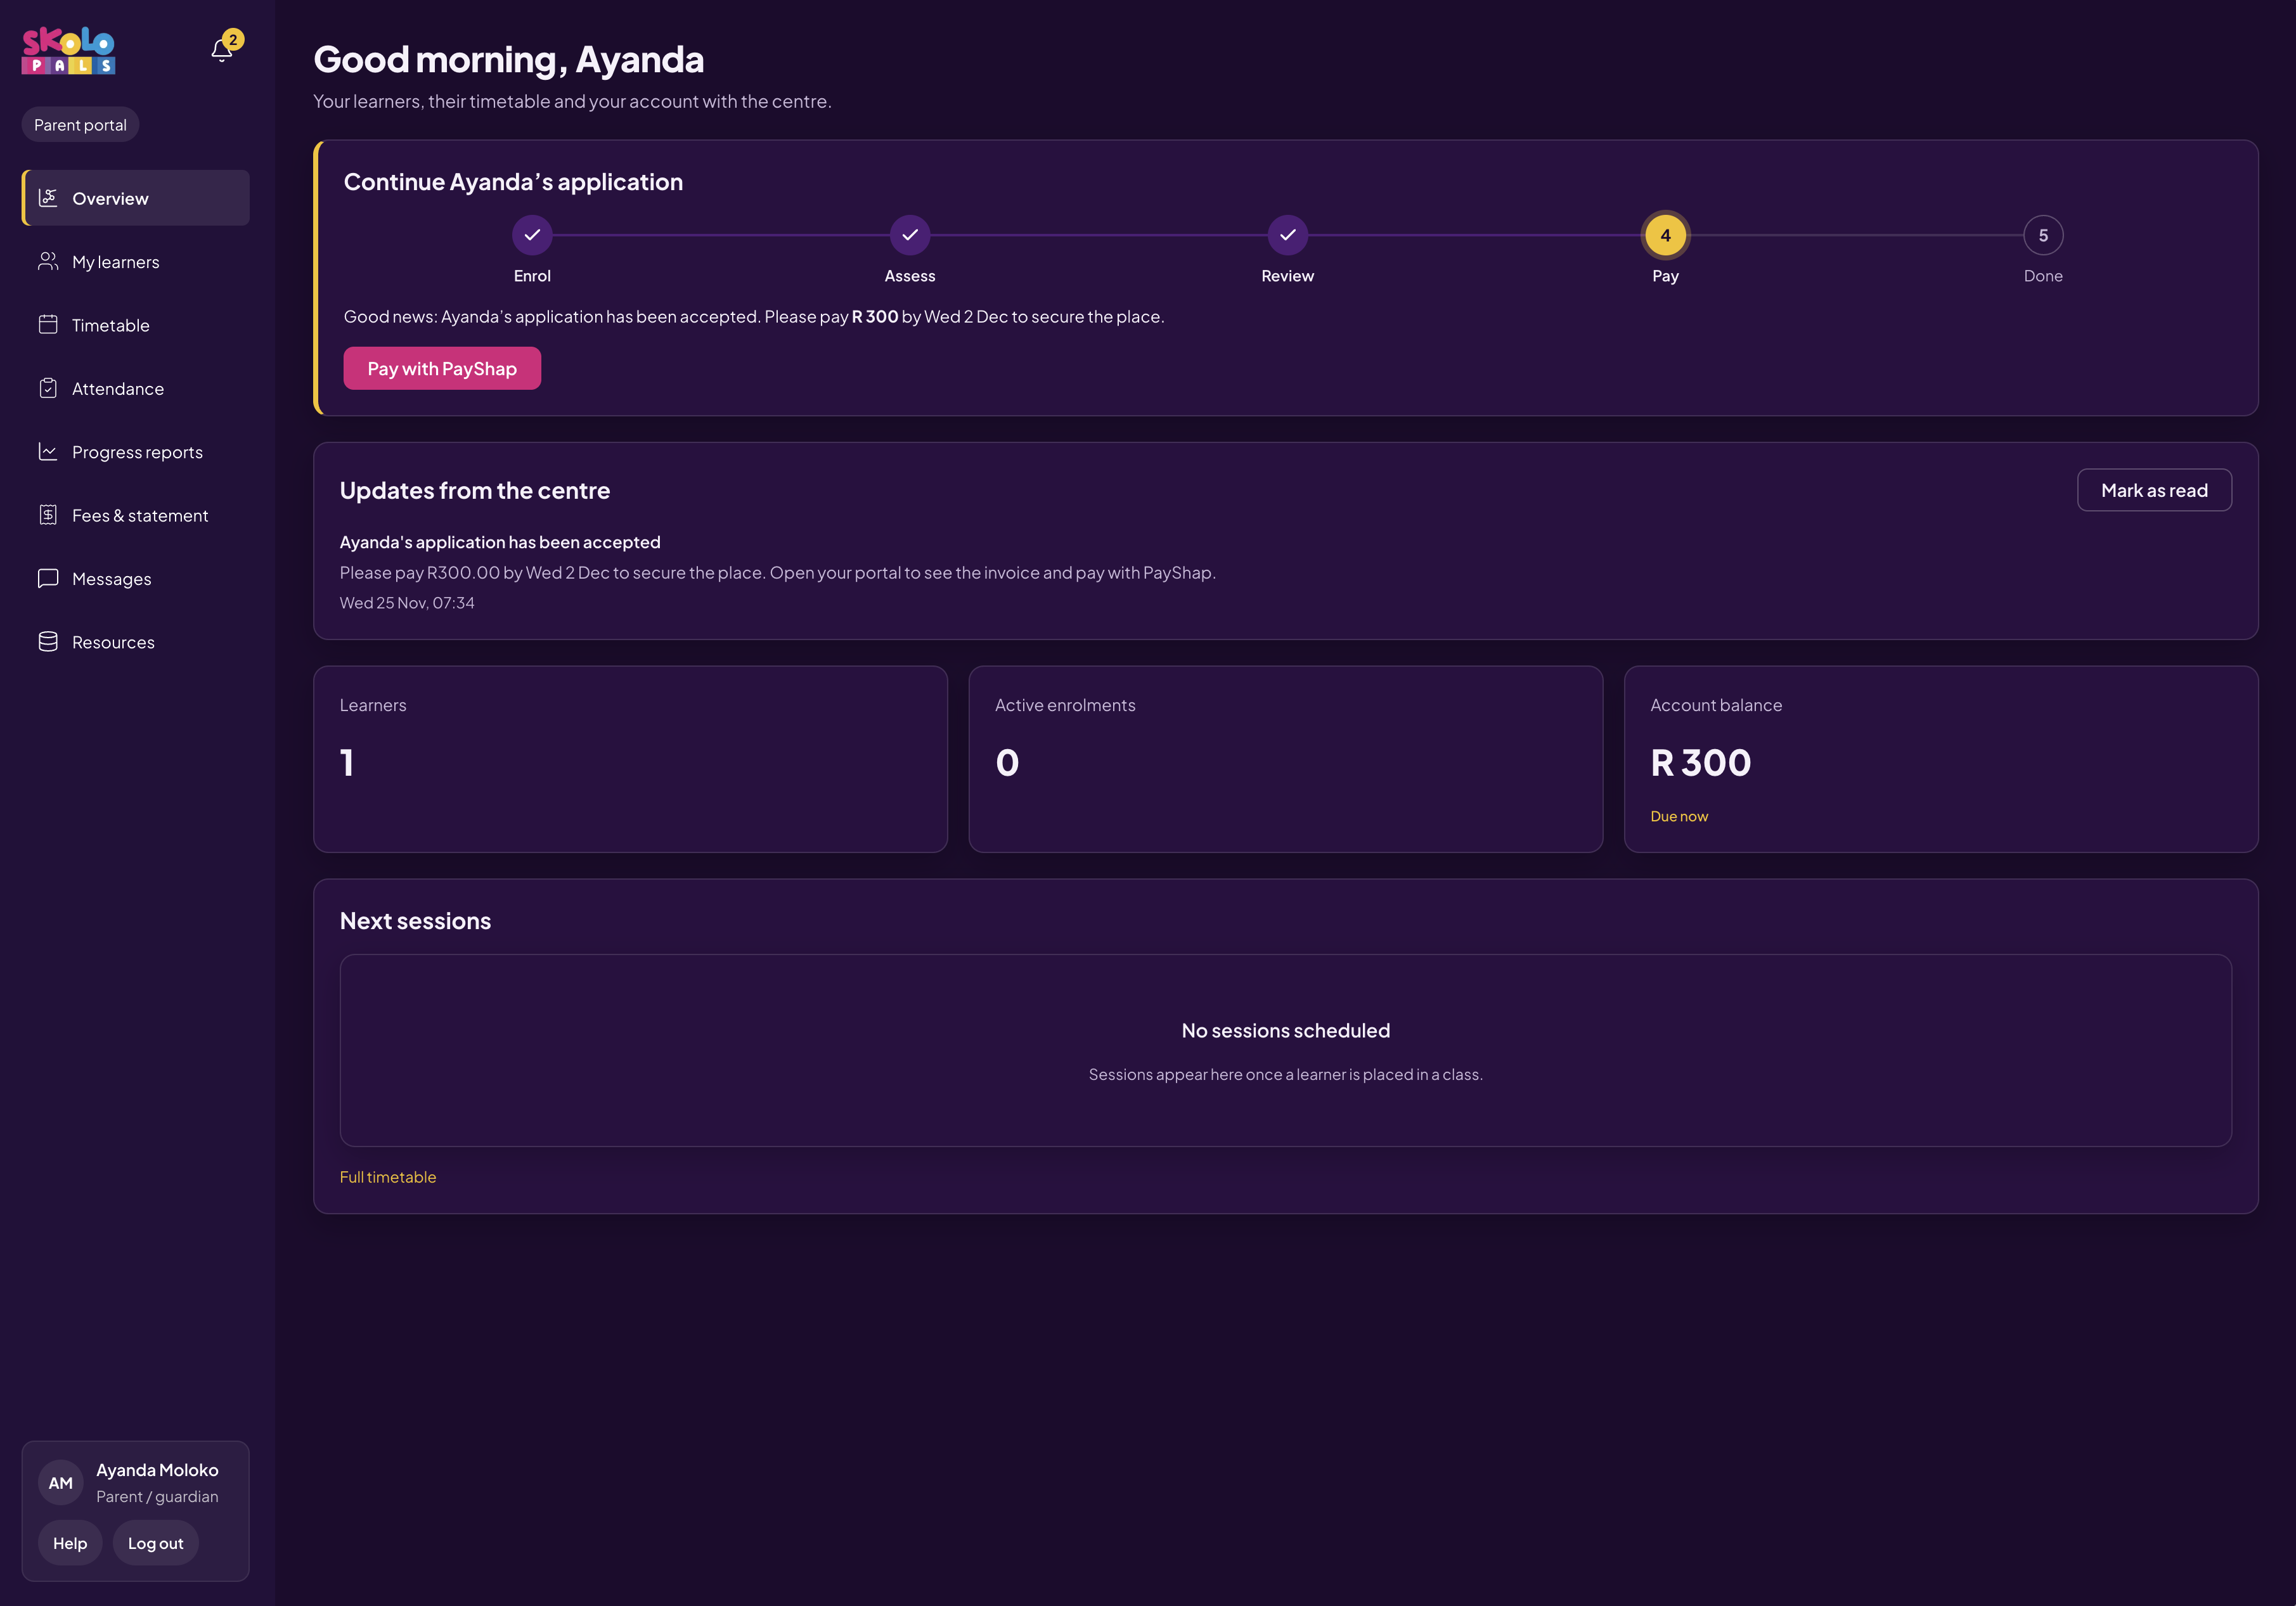 SKOLO
PALS
2
Parent portal
Overview
My learners
Timetable
Attendance
Progress reports
Fees & statement
Messages
Resources
AM
Ayanda Moloko
Parent / guardian
Help
Log out
Good morning, Ayanda
Your learners, their timetable and your account with the centre.
Continue Ayanda’s application
Enrol
Assess
Review
4
Pay
5
Done
Good news: Ayanda’s application has been accepted. Please pay R 300 by Wed 2 Dec to secure the place.
Pay with PayShap
Updates from the centre
Mark as read
Ayanda's application has been accepted
Please pay R300.00 by Wed 2 Dec to secure the place. Open your portal to see the invoice and pay with PayShap.
Wed 25 Nov, 07:34
Learners
1
Active enrolments
0
Account balance
R 300
Due now
Next sessions
No sessions scheduled
Sessions appear here once a learner is placed in a class.
Full timetable